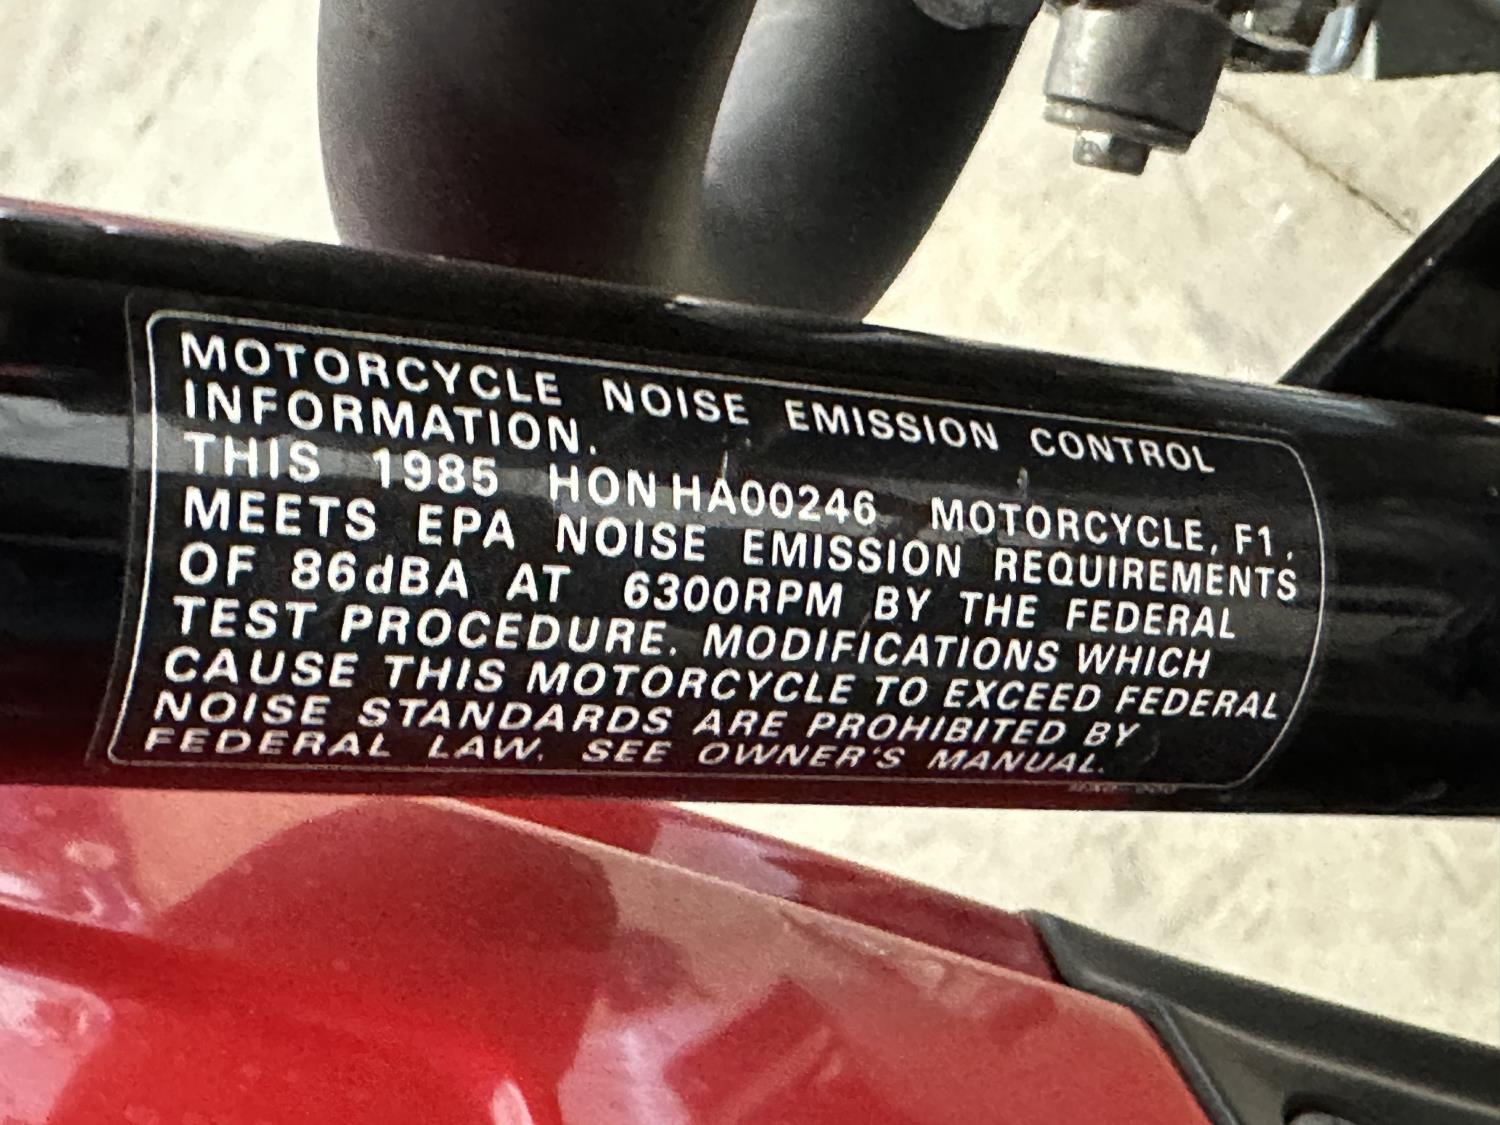 MOTORCYCLE NOISE EMISSION CONTROL
INFORMATION.
THIS 1985 HONHA00246 MOTORCYCLE, F1,
MEETS EPA NOISE EMISSION REQUIREMENTS
OF 86dBA AT 6300RPM BY THE FEDERAL
TEST PROCEDURE. MODIFICATIONS WHICH
CAUSE THIS MOTORCYCLE TO EXCEED FEDERAL
NOISE STANDARDS ARE PROHIBITED BY
FEDERAL LAW. SEE OWNER'S MANUAL.